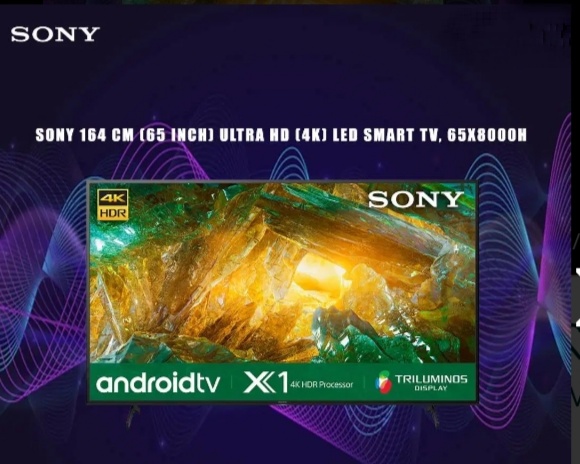 SONY
SONY 164 CM (65 INCH) ULTRA HD (4K) LED SMART TV, 65X8000H
4K
HDR
SONY
androidtv
X1 4K HDR Processor
TRILUMINOS
DISPLAY